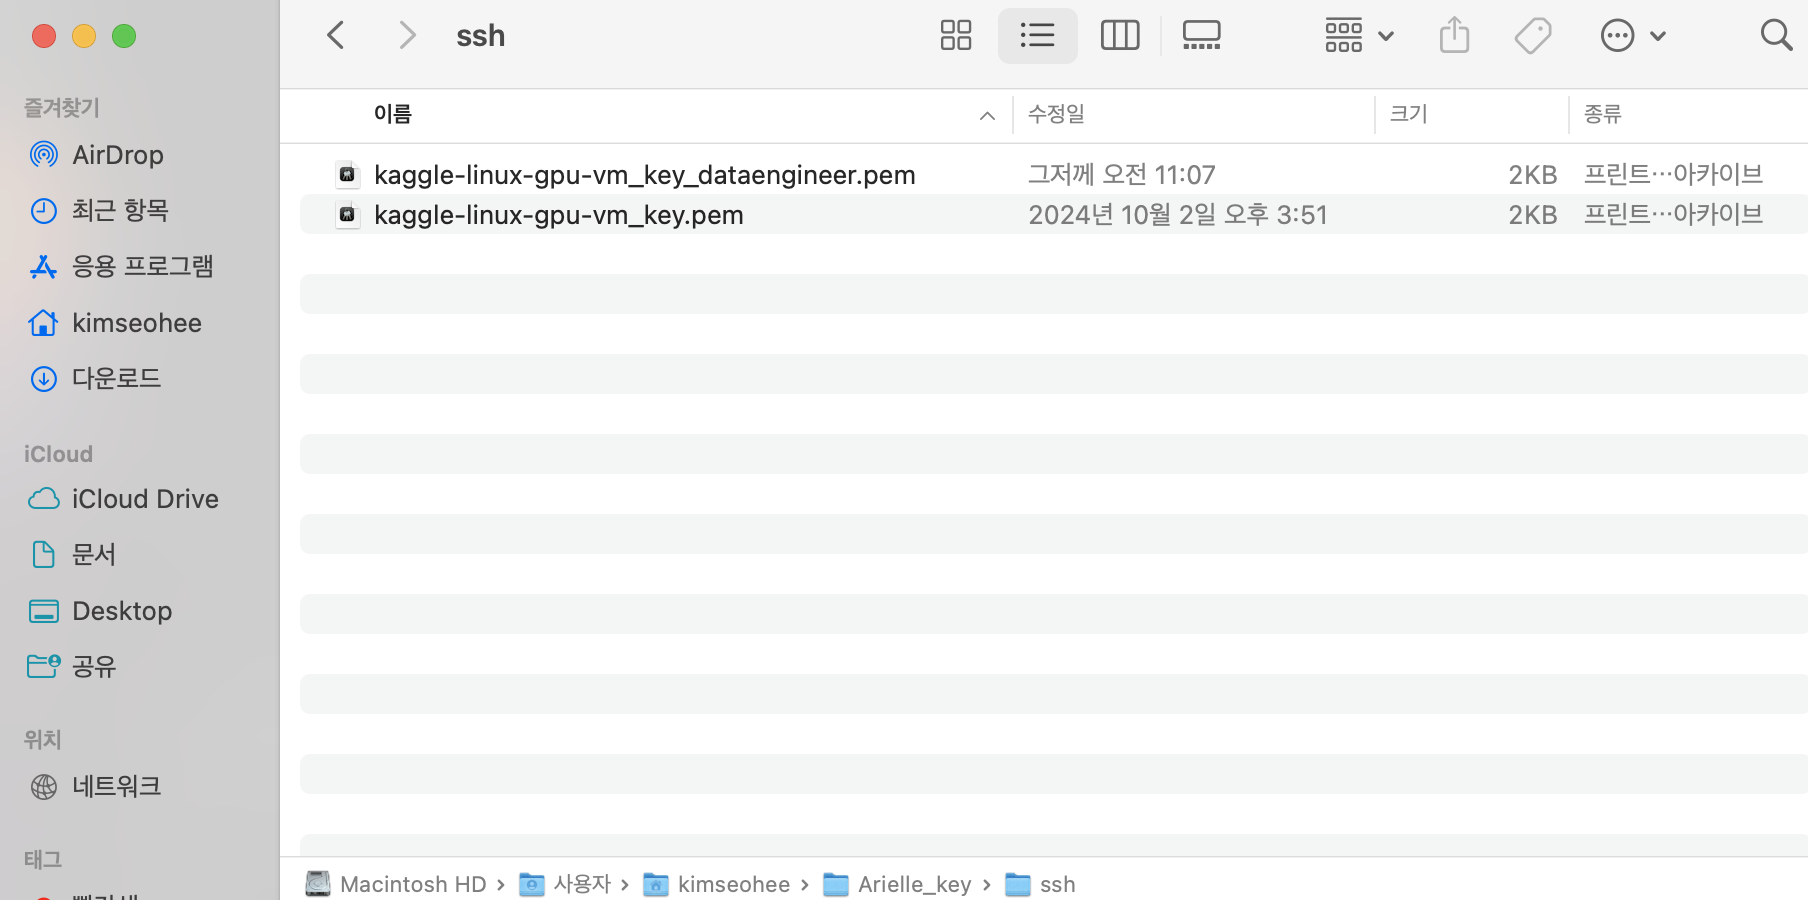 ssh
즐겨찾기
AirDrop
최근 항목
응용 프로그램
kimseohee
다운로드
iCloud
iCloud Drive
문서
Desktop
공유
위치
네트워크
태그
이름 수정일 크기 종류
kaggle-linux-gpu-vm_key_dataengineer.pem 그저께 오전 11:07 2KB 프린트…아카이브
kaggle-linux-gpu-vm_key.pem 2024년 10월 2일 오후 3:51 2KB 프린트…아카이브
Macintosh HD › 사용자 › kimseohee › Arielle_key › ssh